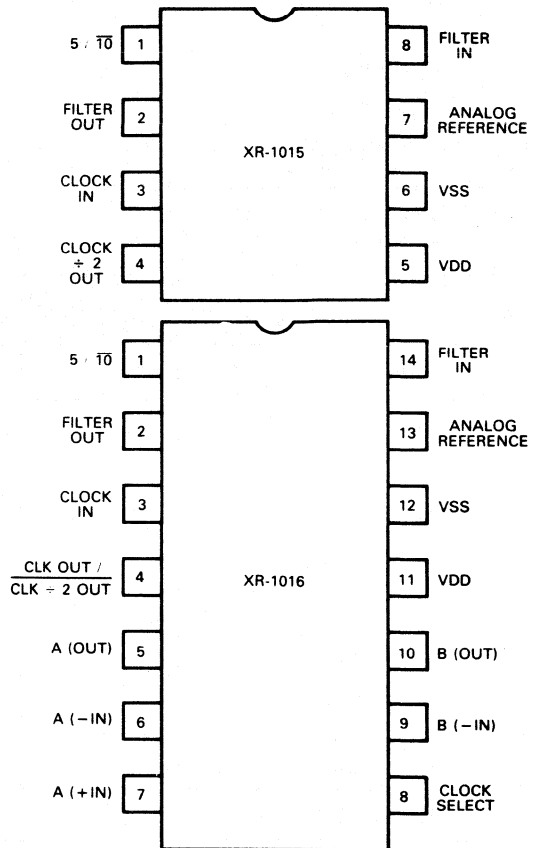 5 / 10
1
8
FILTER
IN
FILTER
OUT
2
7
ANALOG
REFERENCE
XR-1015
CLOCK
IN
3
6
VSS
CLOCK
÷ 2
OUT
4
5
VDD
5 / 10
1
14
FILTER
IN
FILTER
OUT
2
13
ANALOG
REFERENCE
CLOCK
IN
3
12
VSS
CLK OUT /
CLK ÷ 2 OUT
4
XR-1016
11
VDD
A (OUT)
5
10
B (OUT)
A (−IN)
6
9
B (−IN)
A (+IN)
7
8
CLOCK
SELECT